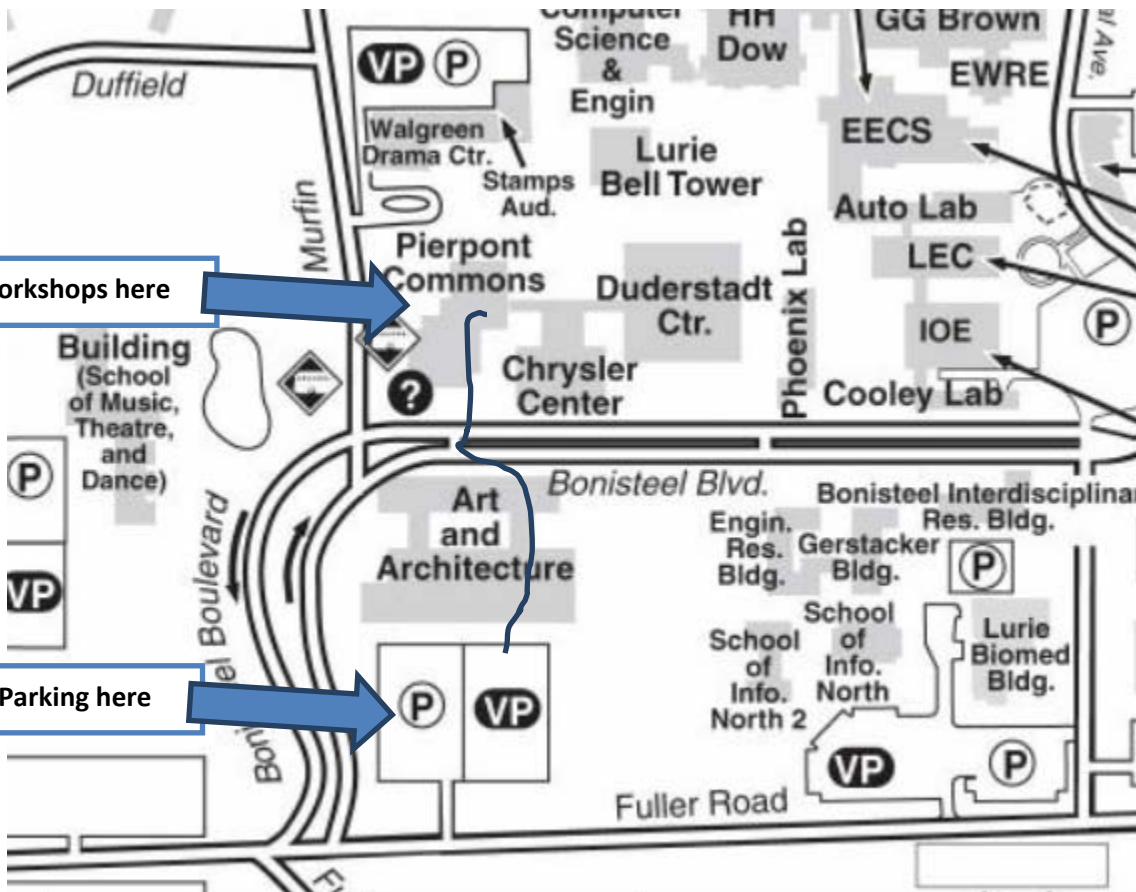 Computer
Science
&
Engin
HH
Dow
GG Brown
EWRE
Ave.
Duffield
VP
P
Walgreen
Drama Ctr.
Stamps
Aud.
Lurie
Bell Tower
EECS
Auto Lab
LEC
IOE
Cooley Lab
P
Murfin
Pierpont
Commons
orkshops here
Duderstadt
Ctr.
Phoenix Lab
Chrysler
Center
?
Building
(School
of Music,
Theatre,
and
Dance)
P
VP
Bonisteel Blvd.
Art
and
Architecture
Boulevard
Engin.
Res.
Bldg.
Gerstacker
Bldg.
Bonisteel Interdisciplinar
Res. Bldg.
P
School
of
Info.
North
School
of
Info.
North 2
Lurie
Biomed
Bldg.
Parking here
P
VP
VP
P
Fuller Road